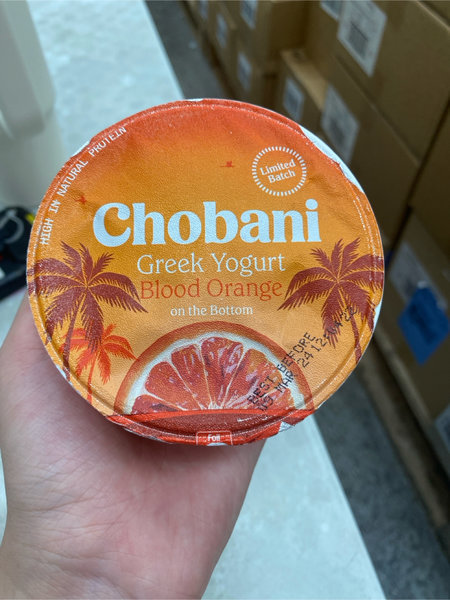 HIGH IN NATURAL PROTEIN
Limited
Batch
Chobani
Greek Yogurt
Blood Orange
on the Bottom
BEST BEFORE